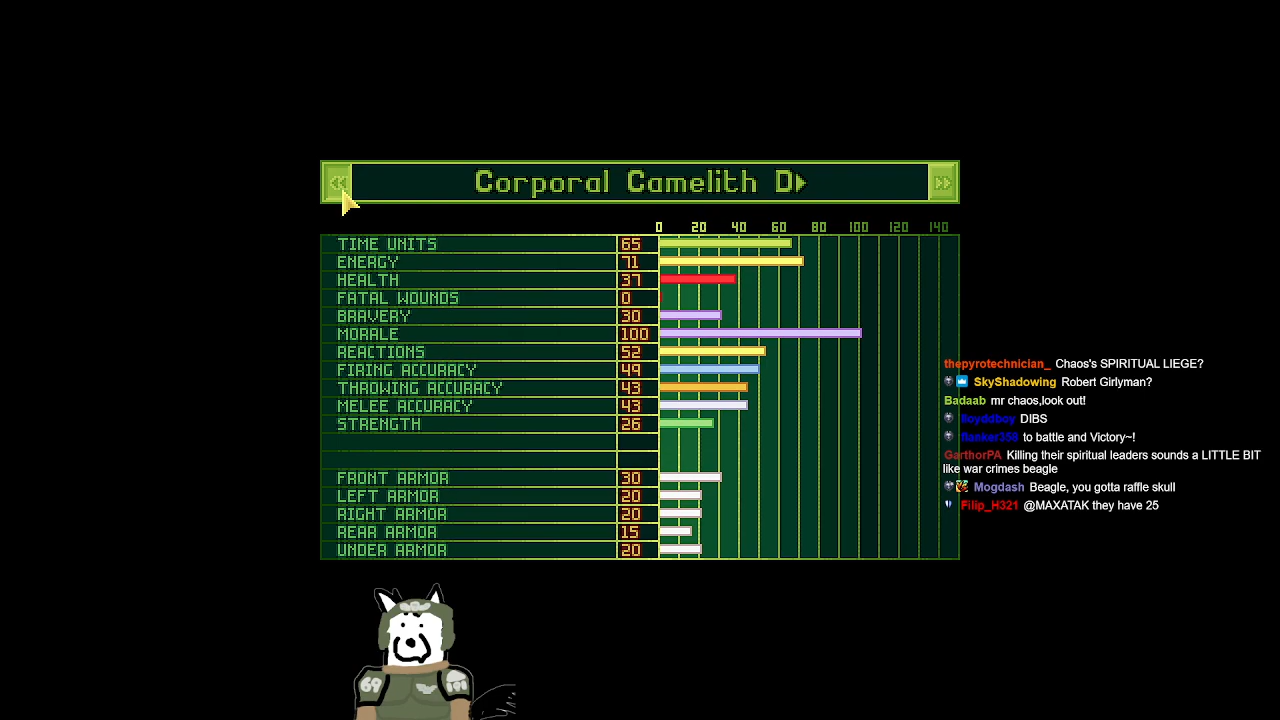 Corporal Camelith D
0 20 40 60 80 100 120 140
TIME UNITS 65
ENERGY 71
HEALTH 37
FATAL WOUNDS 0
BRAVERY 30
MORALE 100
REACTIONS 52
FIRING ACCURACY 49
THROWING ACCURACY 43
MELEE ACCURACY 43
STRENGTH 26
FRONT ARMOR 30
LEFT ARMOR 20
RIGHT ARMOR 20
REAR ARMOR 15
UNDER ARMOR 20
thepyrotechnician_ Chaos's SPIRITUAL LIEGE?
SkyShadowing Robert Girlyman?
Badaab mr chaos,look out!
lloyddboy DIBS
flanker358 to battle and Victory~!
GarthorPA Killing their spiritual leaders sounds a LITTLE BIT
like war crimes beagle
Mogdash Beagle, you gotta raffle skull
Filip_H321 @MAXATAK they have 25
69